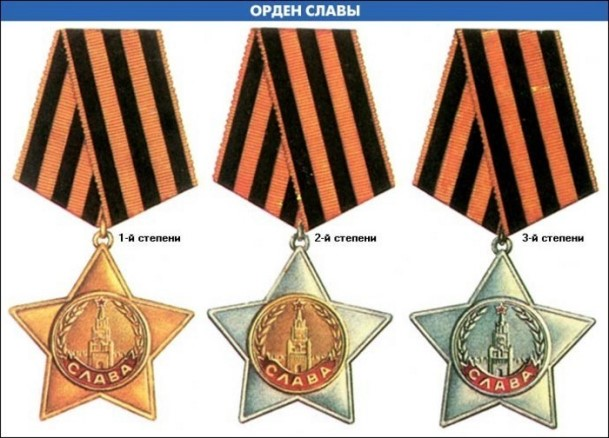 ОРДЕН СЛАВЫ
1-й степени
2-й степени
3-й степени
СЛАВА
СЛАВА
СЛАВА